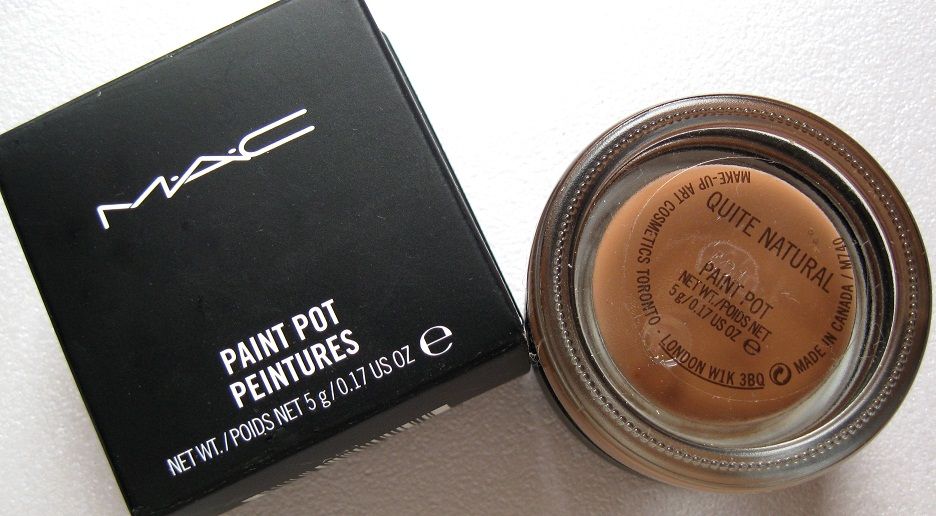 M·A·C
PAINT POT
PEINTURES
NET WT./POIDS NET 5 g/0.17 US OZ ℮
QUITE NATURAL
PAINT POT
NET WT./POIDS NET
5 g/0.17 US OZ ℮
MAKE-UP ART COSMETICS TORONTO · LONDON W1K 3BQ
MADE IN CANADA / M740